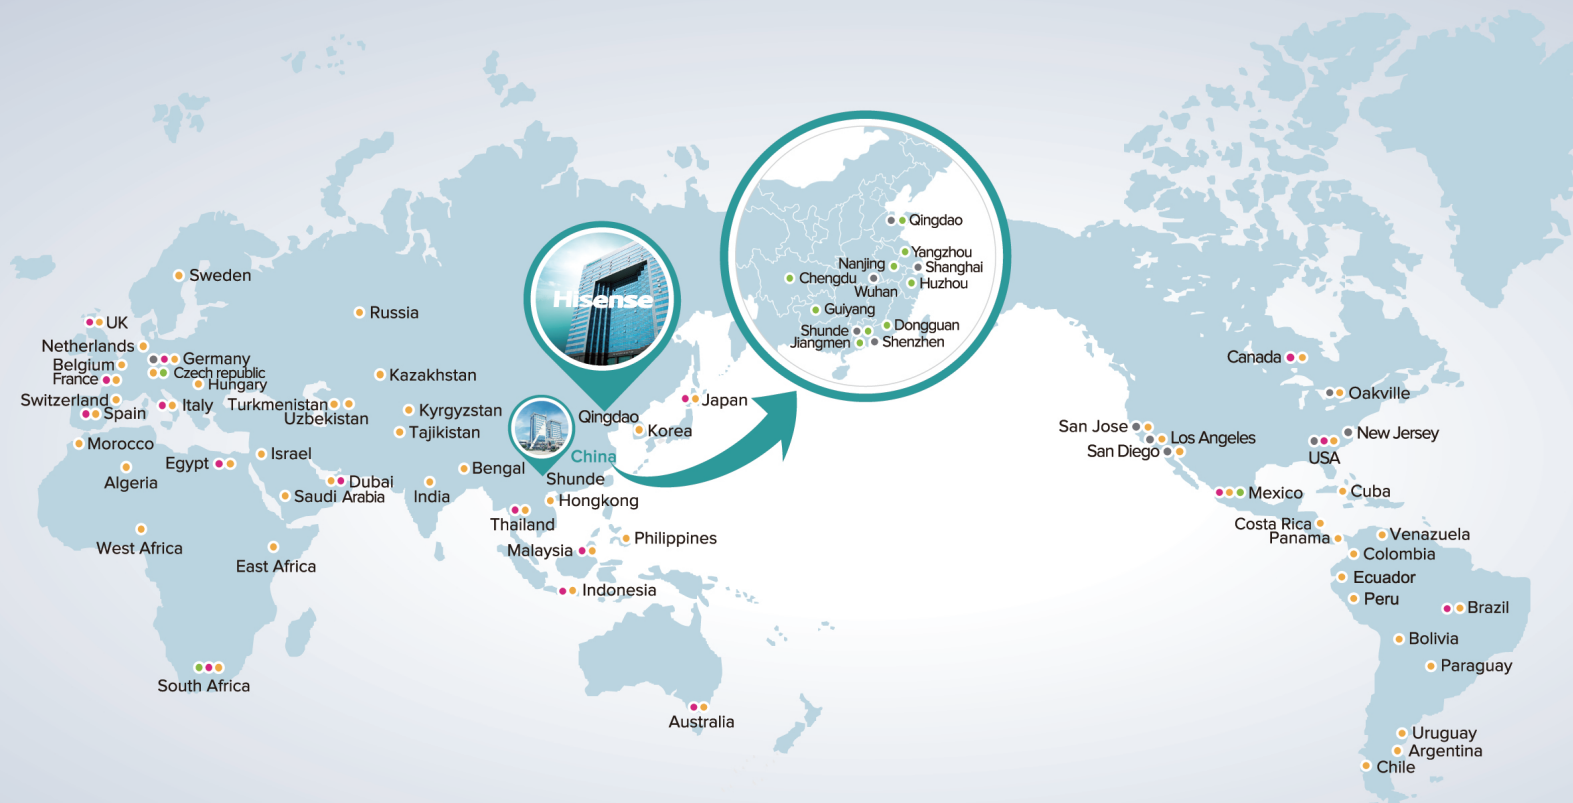 Sweden
UK
Netherlands
Belgium
France
Switzerland
Spain
Germany
Czech republic
Hungary
Italy
Turkmenistan
Uzbekistan
Russia
Kazakhstan
Kyrgyzstan
Tajikistan
Morocco
Algeria
Egypt
Israel
Saudi Arabia
Dubai
India
Bengal
West Africa
East Africa
South Africa
Hisense
Qingdao
China
Shunde
Hongkong
Korea
Japan
Thailand
Malaysia
Philippines
Indonesia
Australia
Qingdao
Yangzhou
Nanjing
Shanghai
Chengdu
Wuhan
Huzhou
Guiyang
Shunde
Dongguan
Jiangmen
Shenzhen
Canada
Oakville
San Jose
Los Angeles
San Diego
New Jersey
USA
Mexico
Cuba
Costa Rica
Panama
Venazuela
Colombia
Ecuador
Peru
Brazil
Bolivia
Paraguay
Uruguay
Argentina
Chile